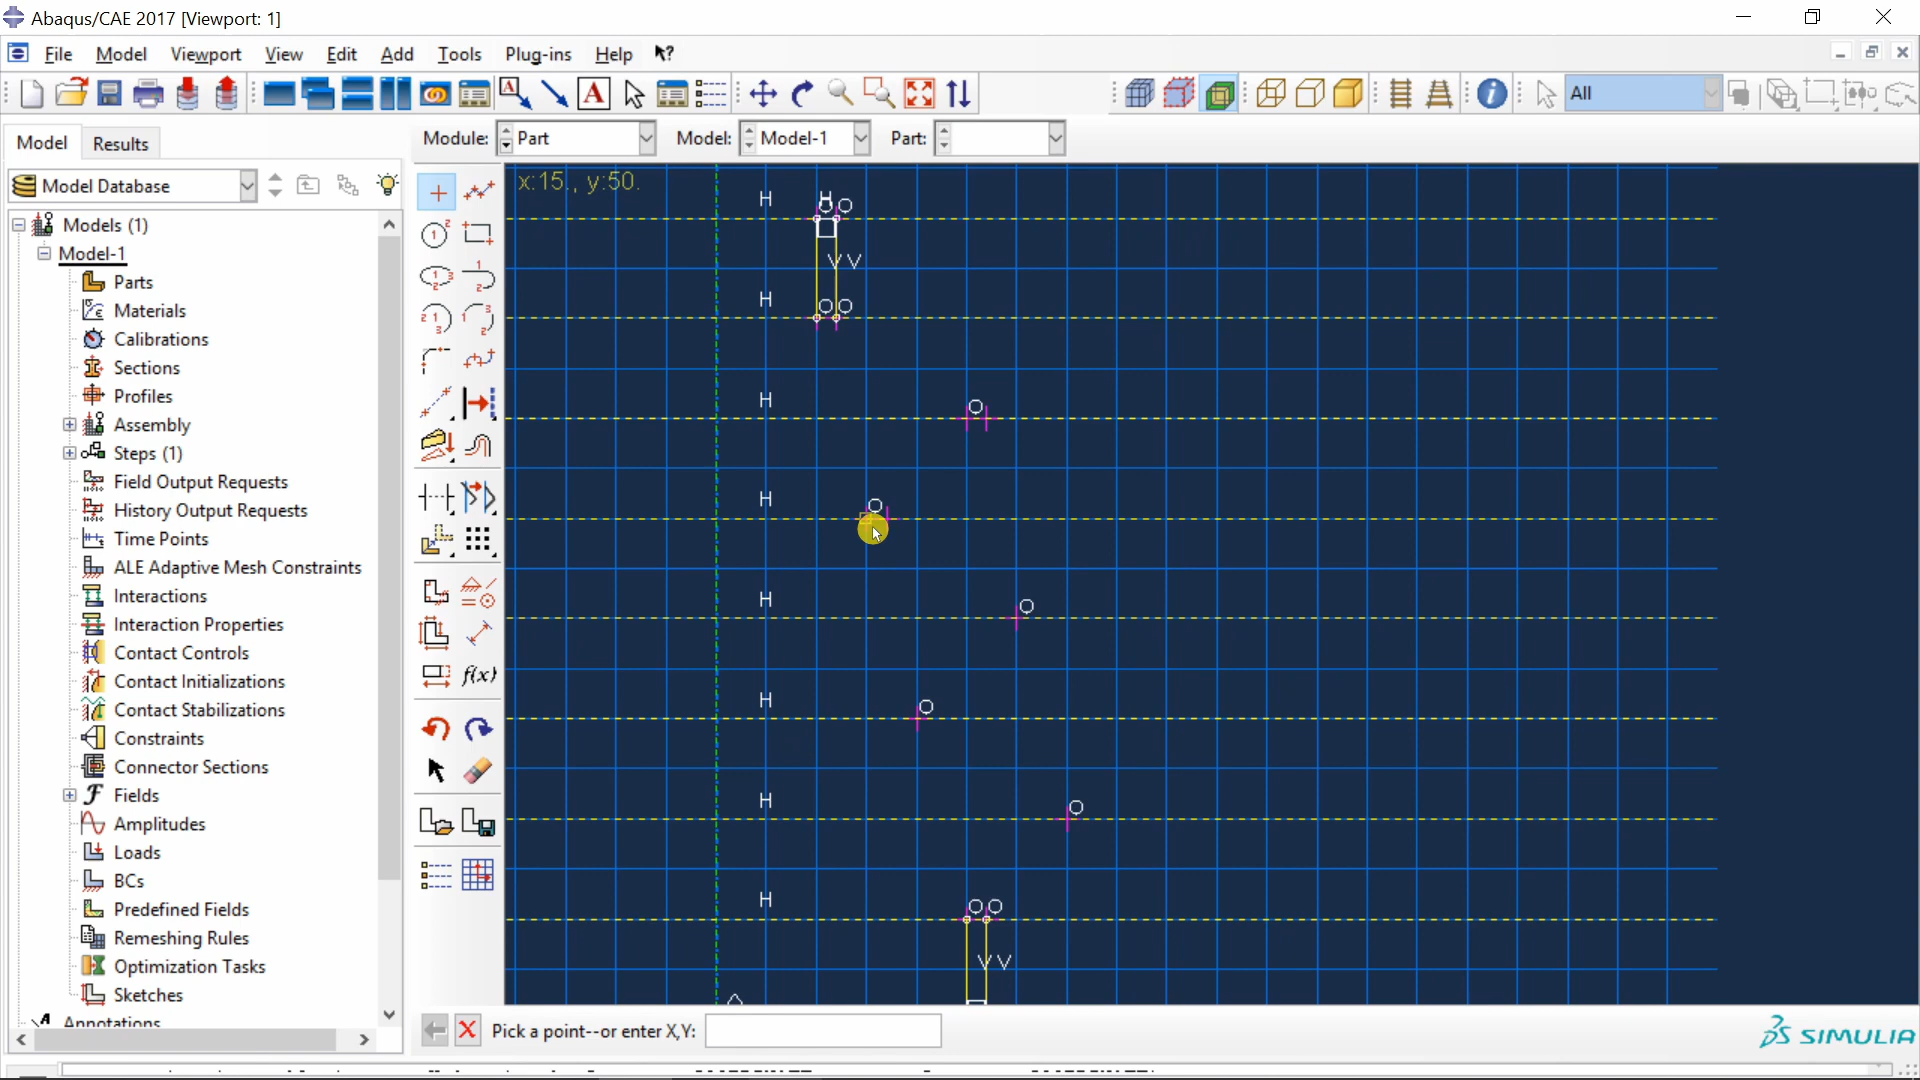 Abaqus/CAE 2017 [Viewport: 1]
File Model Viewport View Edit Add Tools Plug-ins Help
All
Model Results
Module: Part Model: Model-1 Part:
Model Database
x:15., y:50.
Models (1)
Model-1
Parts
Materials
Calibrations
Sections
Profiles
Assembly
Steps (1)
Field Output Requests
History Output Requests
Time Points
ALE Adaptive Mesh Constraints
Interactions
Interaction Properties
Contact Controls
Contact Initializations
Contact Stabilizations
Constraints
Connector Sections
Fields
Amplitudes
Loads
BCs
Predefined Fields
Remeshing Rules
Optimization Tasks
Sketches
Annotations
f(x)
H H
V V
H
H
H
H
H
H
H
V V
Pick a point--or enter X,Y:
SIMULIA